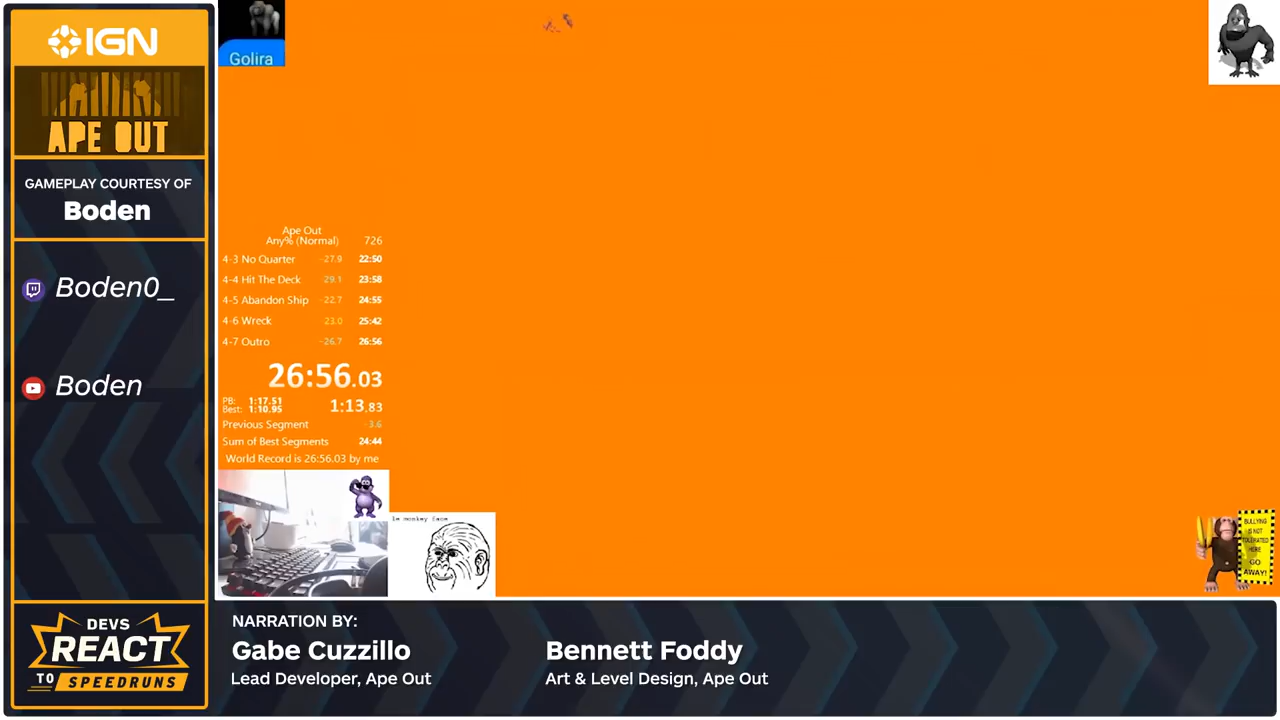 IGN
APE OUT
GAMEPLAY COURTESY OF
Boden
Boden0_
Boden
DEVS
REACT
TO SPEEDRUNS
Golira
Ape Out
Any% (Normal) 726
4-3 No Quarter -27.9 22:50
4-4 Hit The Deck 29.1 23:58
4-5 Abandon Ship -22.7 24:55
4-6 Wreck -23.0 25:42
4-7 Outro -26.7 26:56
26:56.03
PB: 1:17.51
Best: 1:10.95
1:13.83
Previous Segment -3.6
Sum of Best Segments 24:44
World Record is 26:56.03 by me
le monkey face
BULLYING
IS NOT
TOLERATED
HERE
GO
AWAY!
NARRATION BY:
Gabe Cuzzillo
Lead Developer, Ape Out
Bennett Foddy
Art & Level Design, Ape Out